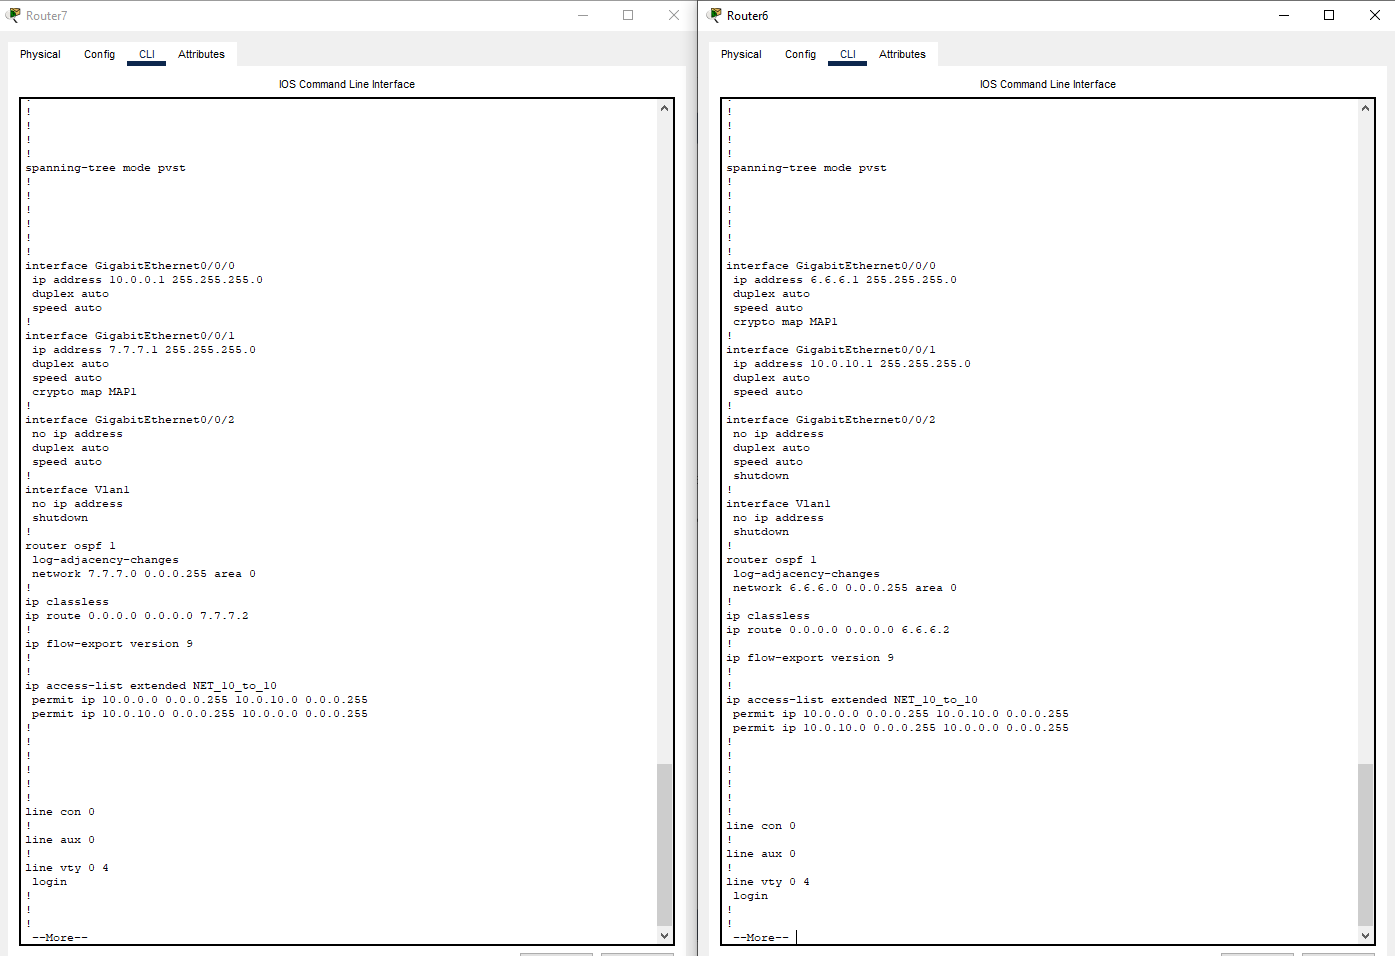 Router7
Physical Config CLI Attributes
IOS Command Line Interface
!
!
!
!
!
spanning-tree mode pvst
!
!
!
!
!
!
interface GigabitEthernet0/0/0
 ip address 10.0.0.1 255.255.255.0
 duplex auto
 speed auto
!
interface GigabitEthernet0/0/1
 ip address 7.7.7.1 255.255.255.0
 duplex auto
 speed auto
 crypto map MAP1
!
interface GigabitEthernet0/0/2
 no ip address
 duplex auto
 speed auto
!
interface Vlan1
 no ip address
 shutdown
!
router ospf 1
 log-adjacency-changes
 network 7.7.7.0 0.0.0.255 area 0
!
ip classless
ip route 0.0.0.0 0.0.0.0 7.7.7.2
!
ip flow-export version 9
!
!
ip access-list extended NET_10_to_10
 permit ip 10.0.0.0 0.0.0.255 10.0.10.0 0.0.0.255
 permit ip 10.0.10.0 0.0.0.255 10.0.0.0 0.0.0.255
!
!
!
!
!
!
line con 0
!
line aux 0
!
line vty 0 4
 login
!
!
!
 --More--
Router6
Physical Config CLI Attributes
IOS Command Line Interface
!
!
!
!
!
spanning-tree mode pvst
!
!
!
!
!
!
interface GigabitEthernet0/0/0
 ip address 6.6.6.1 255.255.255.0
 duplex auto
 speed auto
 crypto map MAP1
!
interface GigabitEthernet0/0/1
 ip address 10.0.10.1 255.255.255.0
 duplex auto
 speed auto
!
interface GigabitEthernet0/0/2
 no ip address
 duplex auto
 speed auto
 shutdown
!
interface Vlan1
 no ip address
 shutdown
!
router ospf 1
 log-adjacency-changes
 network 6.6.6.0 0.0.0.255 area 0
!
ip classless
ip route 0.0.0.0 0.0.0.0 6.6.6.2
!
ip flow-export version 9
!
!
ip access-list extended NET_10_to_10
 permit ip 10.0.0.0 0.0.0.255 10.0.10.0 0.0.0.255
 permit ip 10.0.10.0 0.0.0.255 10.0.0.0 0.0.0.255
!
!
!
!
!
!
line con 0
!
line aux 0
!
line vty 0 4
 login
!
!
 --More--